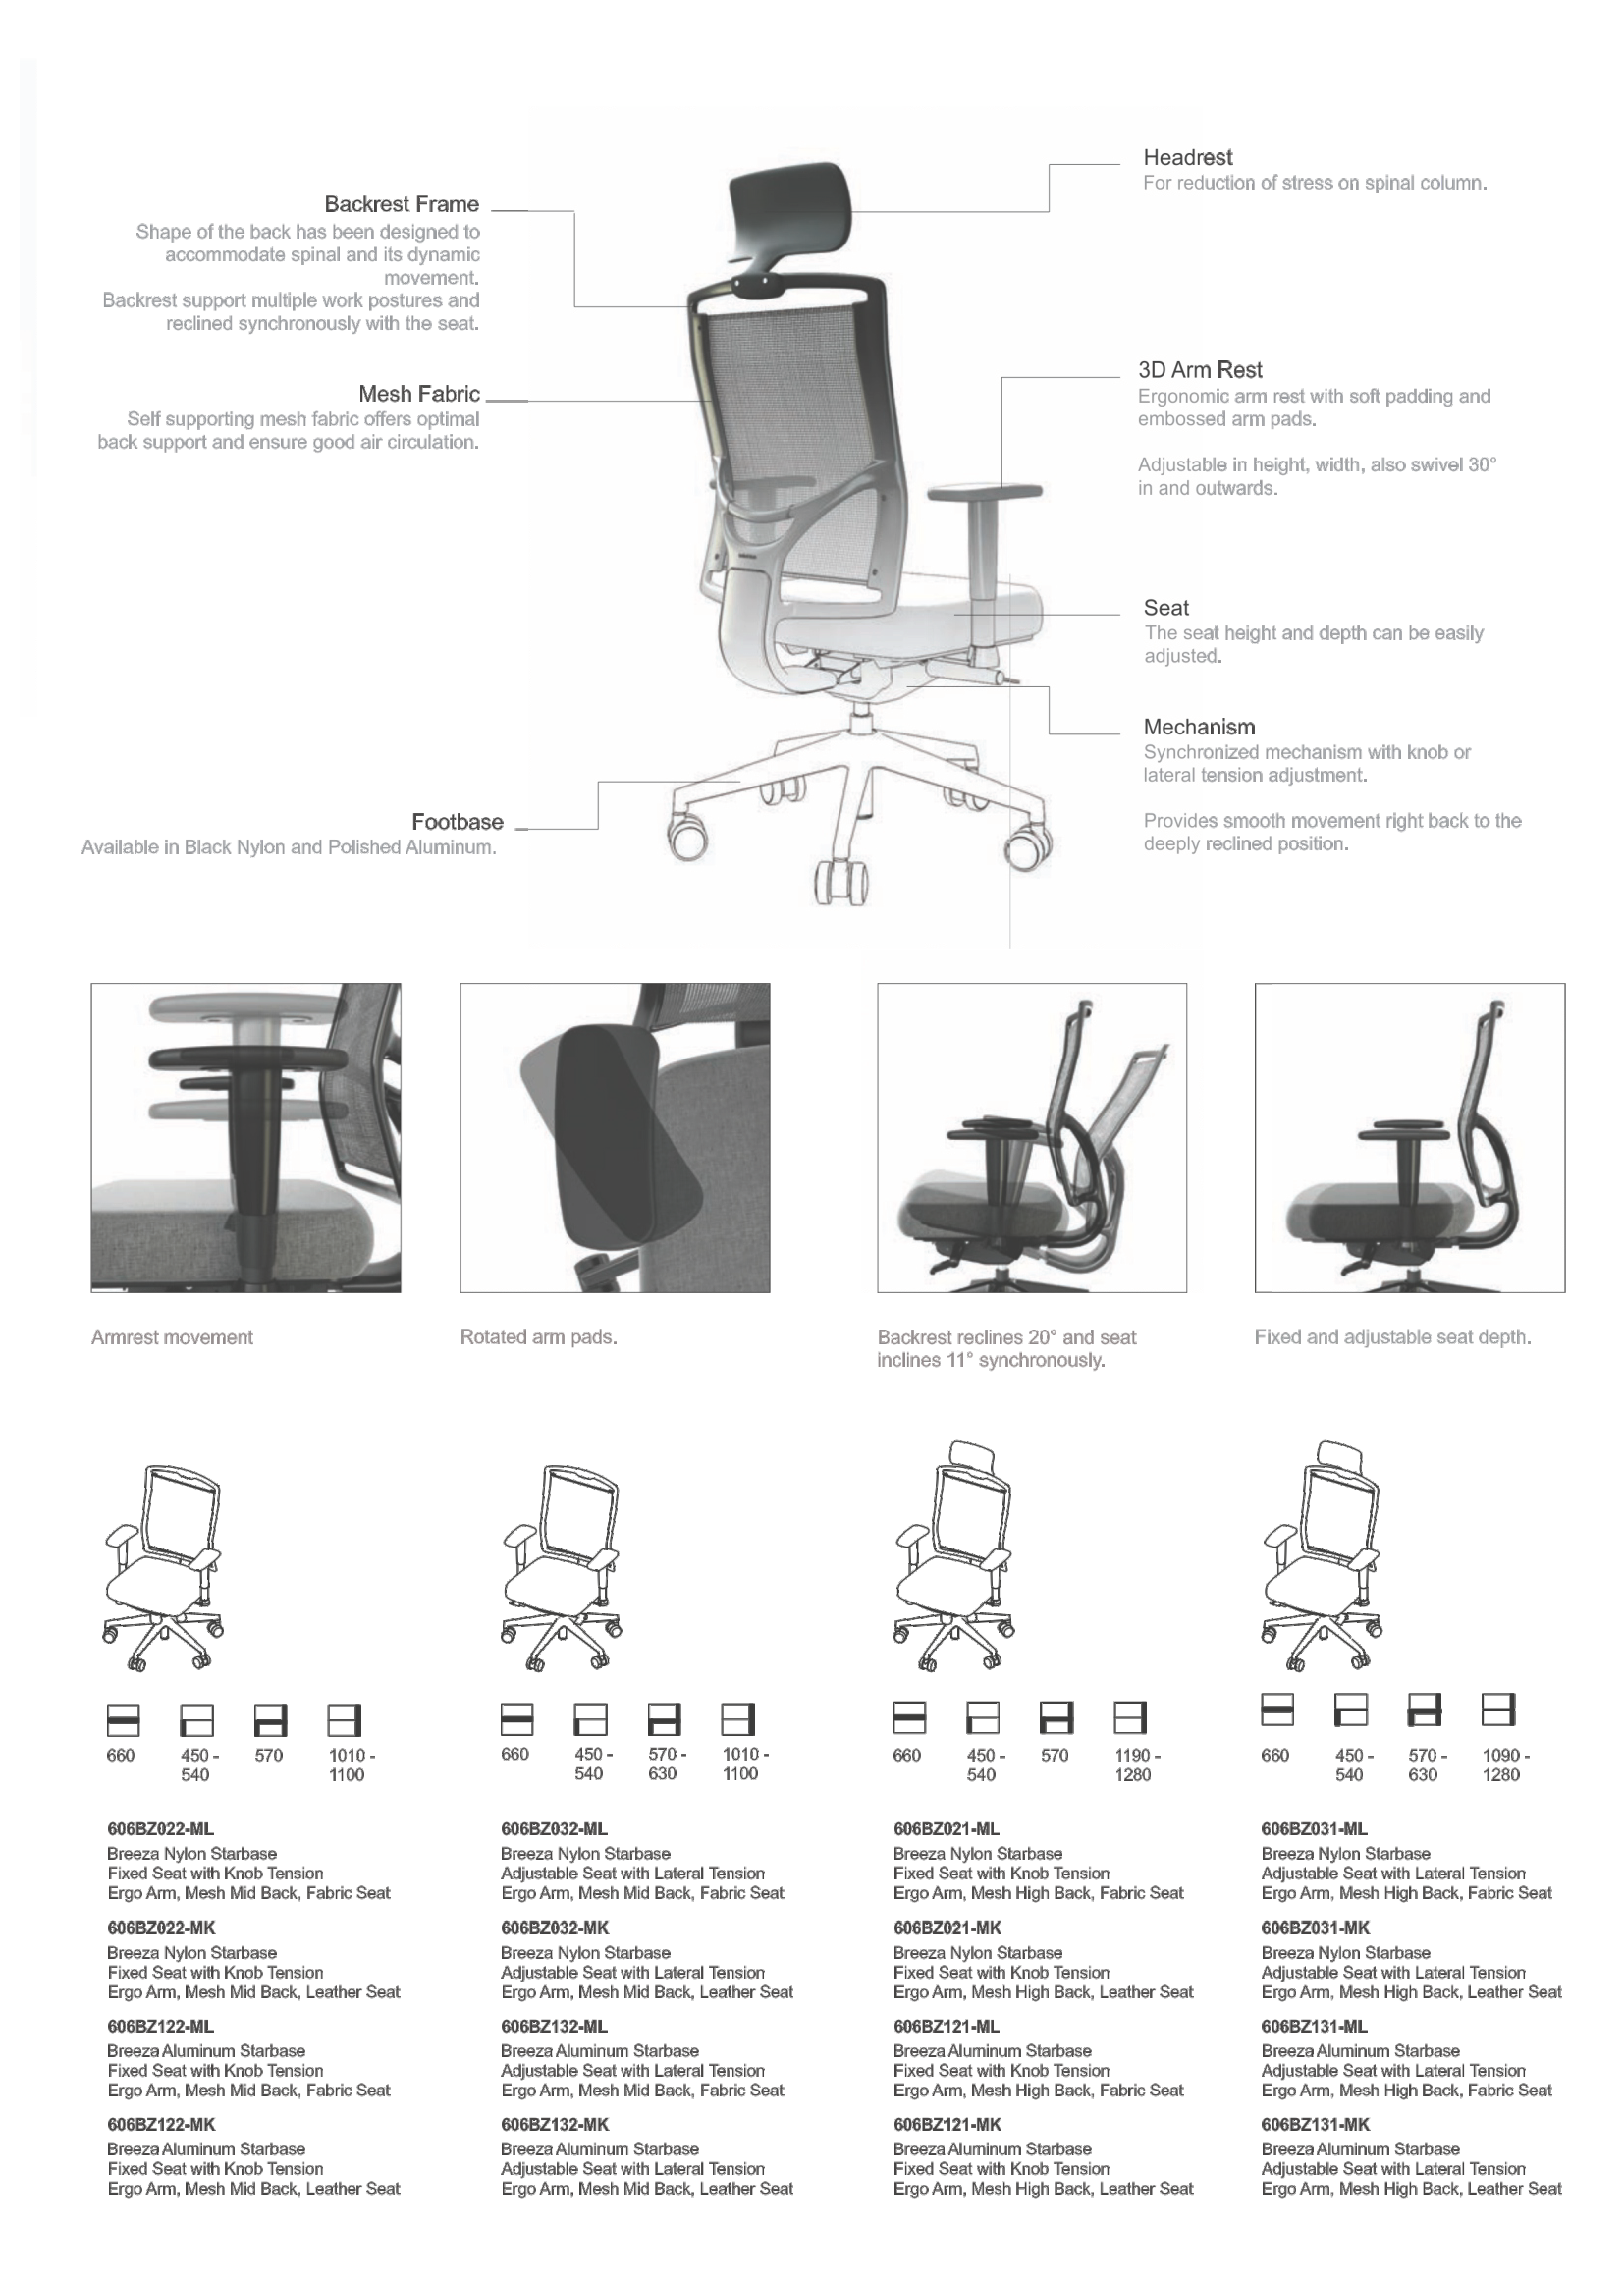 Headrest
For reduction of stress on spinal column.
Backrest Frame
Shape of the back has been designed to
accommodate spinal and its dynamic
movement.
Backrest support multiple work postures and
reclined synchronously with the seat.
Mesh Fabric
Self supporting mesh fabric offers optimal
back support and ensure good air circulation.
3D Arm Rest
Ergonomic arm rest with soft padding and
embossed arm pads.
Adjustable in height, width, also swivel 30°
in and outwards.
Seat
The seat height and depth can be easily
adjusted.
Mechanism
Synchronized mechanism with knob or
lateral tension adjustment.
Provides smooth movement right back to the
deeply reclined position.
Footbase
Available in Black Nylon and Polished Aluminum.
Armrest movement
Rotated arm pads.
Backrest reclines 20° and seat
inclines 11° synchronously.
Fixed and adjustable seat depth.
660
450 -
540
570
1010 -
1100
606BZ022-ML
Breeza Nylon Starbase
Fixed Seat with Knob Tension
Ergo Arm, Mesh Mid Back, Fabric Seat
606BZ022-MK
Breeza Nylon Starbase
Fixed Seat with Knob Tension
Ergo Arm, Mesh Mid Back, Leather Seat
606BZ122-ML
Breeza Aluminum Starbase
Fixed Seat with Knob Tension
Ergo Arm, Mesh Mid Back, Fabric Seat
606BZ122-MK
Breeza Aluminum Starbase
Fixed Seat with Knob Tension
Ergo Arm, Mesh Mid Back, Leather Seat
660
450 -
540
570 -
630
1010 -
1100
606BZ032-ML
Breeza Nylon Starbase
Adjustable Seat with Lateral Tension
Ergo Arm, Mesh Mid Back, Fabric Seat
606BZ032-MK
Breeza Nylon Starbase
Adjustable Seat with Lateral Tension
Ergo Arm, Mesh Mid Back, Leather Seat
606BZ132-ML
Breeza Aluminum Starbase
Adjustable Seat with Lateral Tension
Ergo Arm, Mesh Mid Back, Fabric Seat
606BZ132-MK
Breeza Aluminum Starbase
Adjustable Seat with Lateral Tension
Ergo Arm, Mesh Mid Back, Leather Seat
660
450 -
540
570
1190 -
1280
606BZ021-ML
Breeza Nylon Starbase
Fixed Seat with Knob Tension
Ergo Arm, Mesh High Back, Fabric Seat
606BZ021-MK
Breeza Nylon Starbase
Fixed Seat with Knob Tension
Ergo Arm, Mesh High Back, Leather Seat
606BZ121-ML
Breeza Aluminum Starbase
Fixed Seat with Knob Tension
Ergo Arm, Mesh High Back, Fabric Seat
606BZ121-MK
Breeza Aluminum Starbase
Fixed Seat with Knob Tension
Ergo Arm, Mesh High Back, Leather Seat
660
450 -
540
570 -
630
1090 -
1280
606BZ031-ML
Breeza Nylon Starbase
Adjustable Seat with Lateral Tension
Ergo Arm, Mesh High Back, Fabric Seat
606BZ031-MK
Breeza Nylon Starbase
Adjustable Seat with Lateral Tension
Ergo Arm, Mesh High Back, Leather Seat
606BZ131-ML
Breeza Aluminum Starbase
Adjustable Seat with Lateral Tension
Ergo Arm, Mesh High Back, Fabric Seat
606BZ131-MK
Breeza Aluminum Starbase
Adjustable Seat with Lateral Tension
Ergo Arm, Mesh High Back, Leather Seat